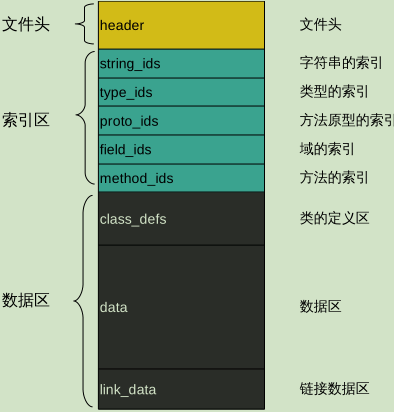 文件头
header
文件头
string_ids
字符串的索引
type_ids
类型的索引
索引区
proto_ids
方法原型的索引
field_ids
域的索引
method_ids
方法的索引
class_defs
类的定义区
数据区
data
数据区
link_data
链接数据区